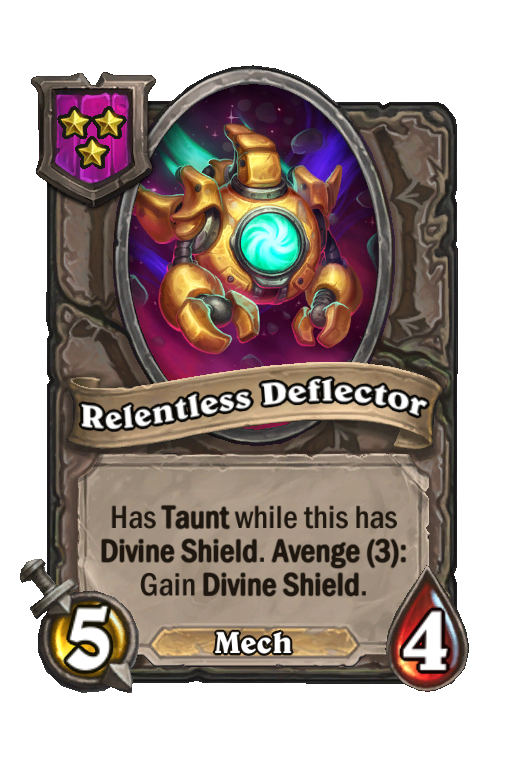 Relentless Deflector
Has Taunt while this has
Divine Shield. Avenge (3):
Gain Divine Shield.
Mech
5
4